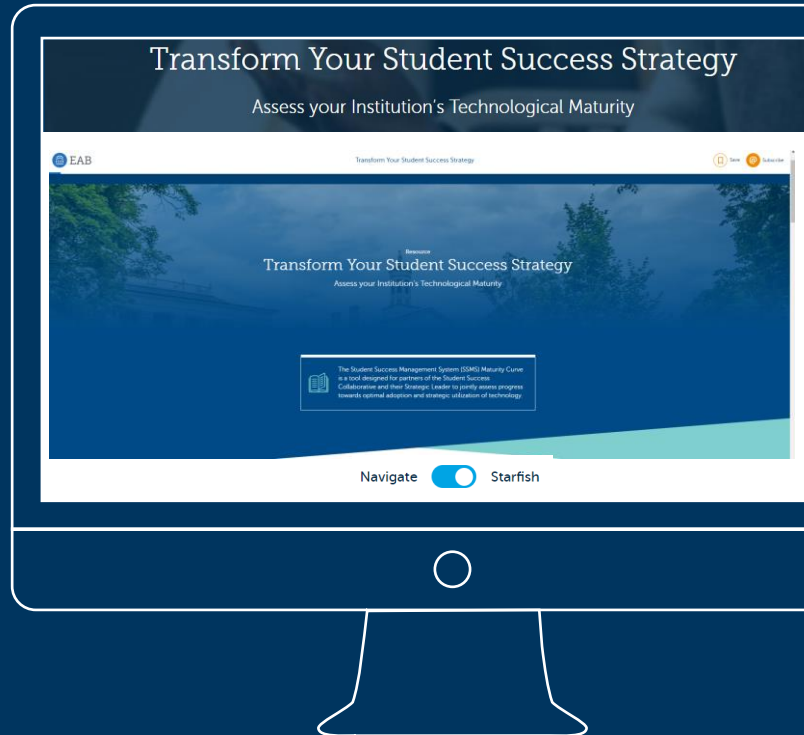 Transform Your Student Success Strategy
Assess your Institution's Technological Maturity
EAB
Transform Your Student Success Strategy
Save
Subscribe
Resource
Transform Your Student Success Strategy
Assess your Institution's Technological Maturity
The Student Success Management System (SSMS) Maturity Curve
is a tool designed for partners of the Student Success
Collaborative and their Strategic Leader to jointly assess progress
towards optimal adoption and strategic utilization of technology.
Navigate
Starfish